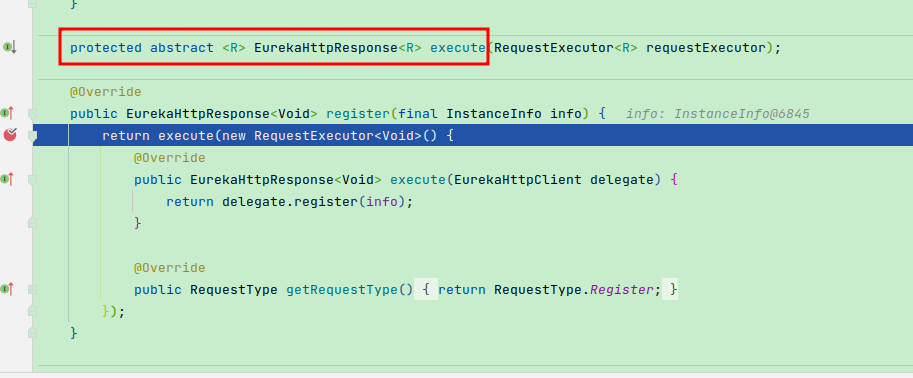 }
protected abstract <R> EurekaHttpResponse<R> execute(RequestExecutor<R> requestExecutor);
@Override
public EurekaHttpResponse<Void> register(final InstanceInfo info) {   info: InstanceInfo@6845
return execute(new RequestExecutor<Void>() {
@Override
public EurekaHttpResponse<Void> execute(EurekaHttpClient delegate) {
return delegate.register(info);
}
@Override
public RequestType getRequestType() { return RequestType.Register; }
});
}